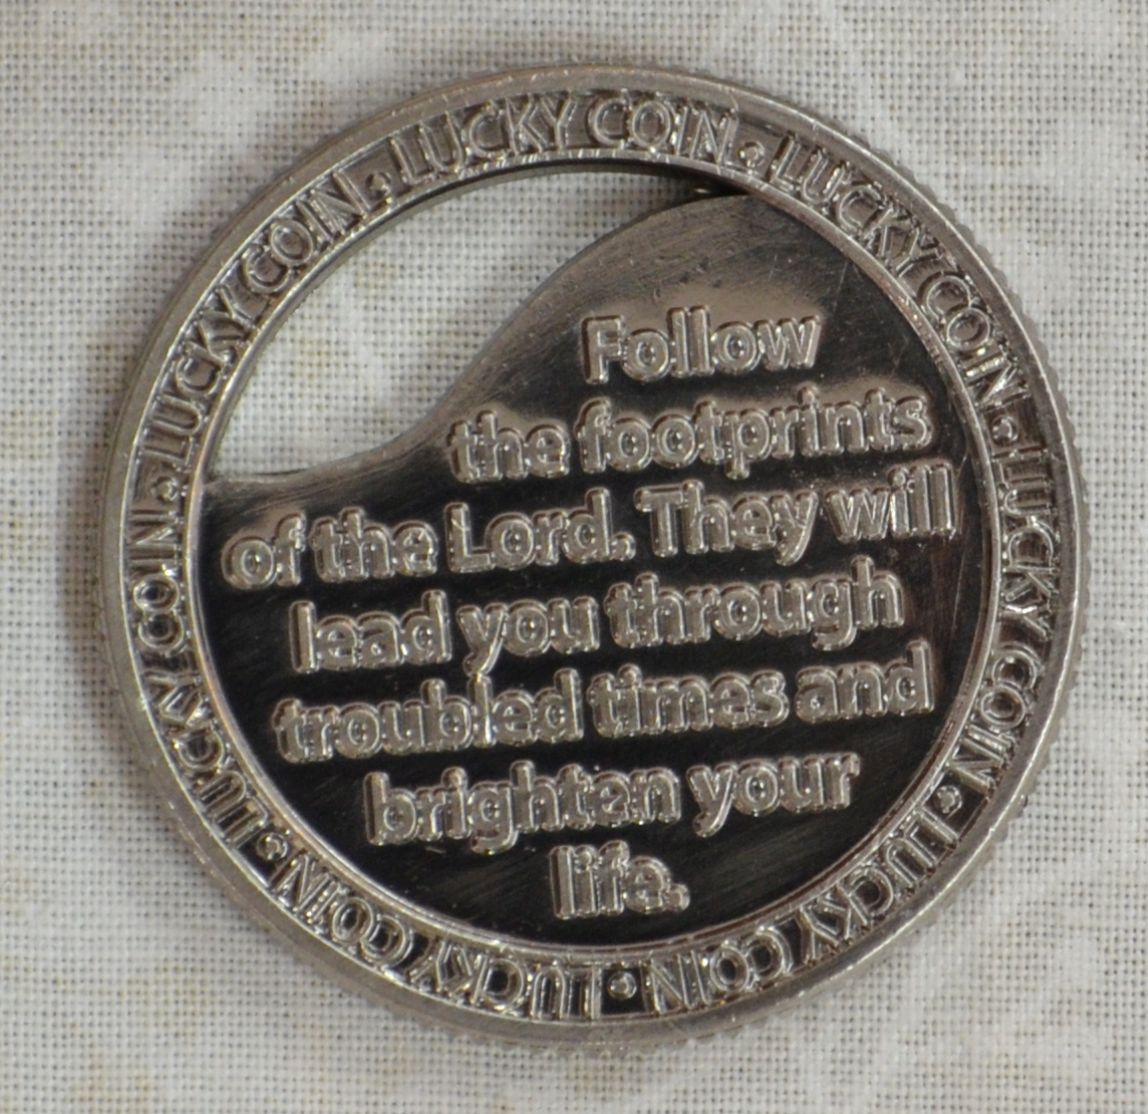 LUCKY COIN • LUCKY COIN • LUCKY COIN • LUCKY COIN • LUCKY COIN • LUCKY COIN • LUCKY COIN •
Follow
the footprints
of the Lord. They will
lead you through
troubled times and
brighten your
life.